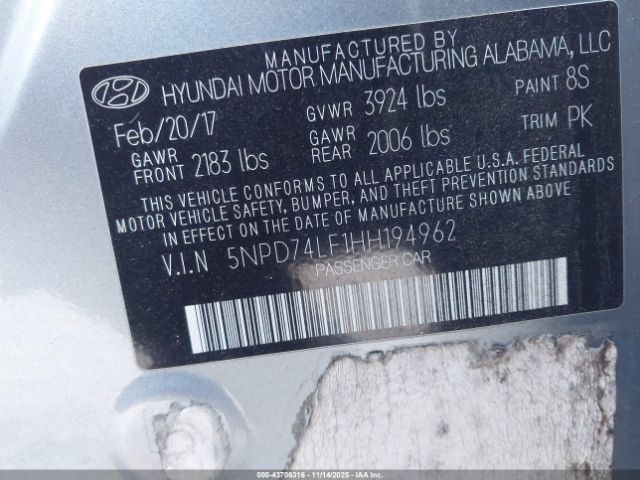 MANUFACTURED BY
HYUNDAI MOTOR MANUFACTURING ALABAMA, LLC
Feb/20/17 GVWR 3924 lbs PAINT 8S
GAWR FRONT 2183 lbs GAWR REAR 2006 lbs TRIM PK
THIS VEHICLE CONFORMS TO ALL APPLICABLE U.S.A. FEDERAL
MOTOR VEHICLE SAFETY, BUMPER, AND THEFT PREVENTION STANDARDS
IN EFFECT ON THE DATE OF MANUFACTURE SHOWN ABOVE
V.I.N 5NPD74LF1HH194962
PASSENGER CAR
000-43706316 - 11/14/2025 - IAA Inc.